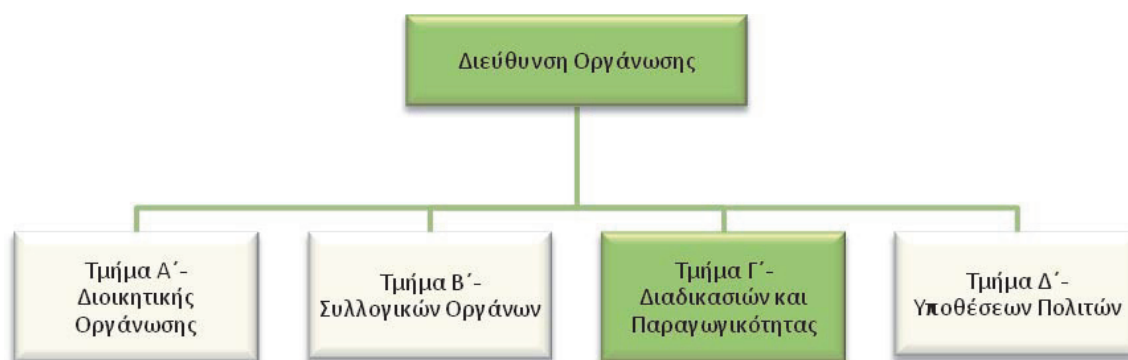 Διεύθυνση Οργάνωσης
Τμήμα Α΄-
Διοικητικής
Οργάνωσης
Τμήμα Β΄-
Συλλογικών Οργάνων
Τμήμα Γ΄-
Διαδικασιών και
Παραγωγικότητας
Τμήμα Δ΄-
Υποθέσεων Πολιτών